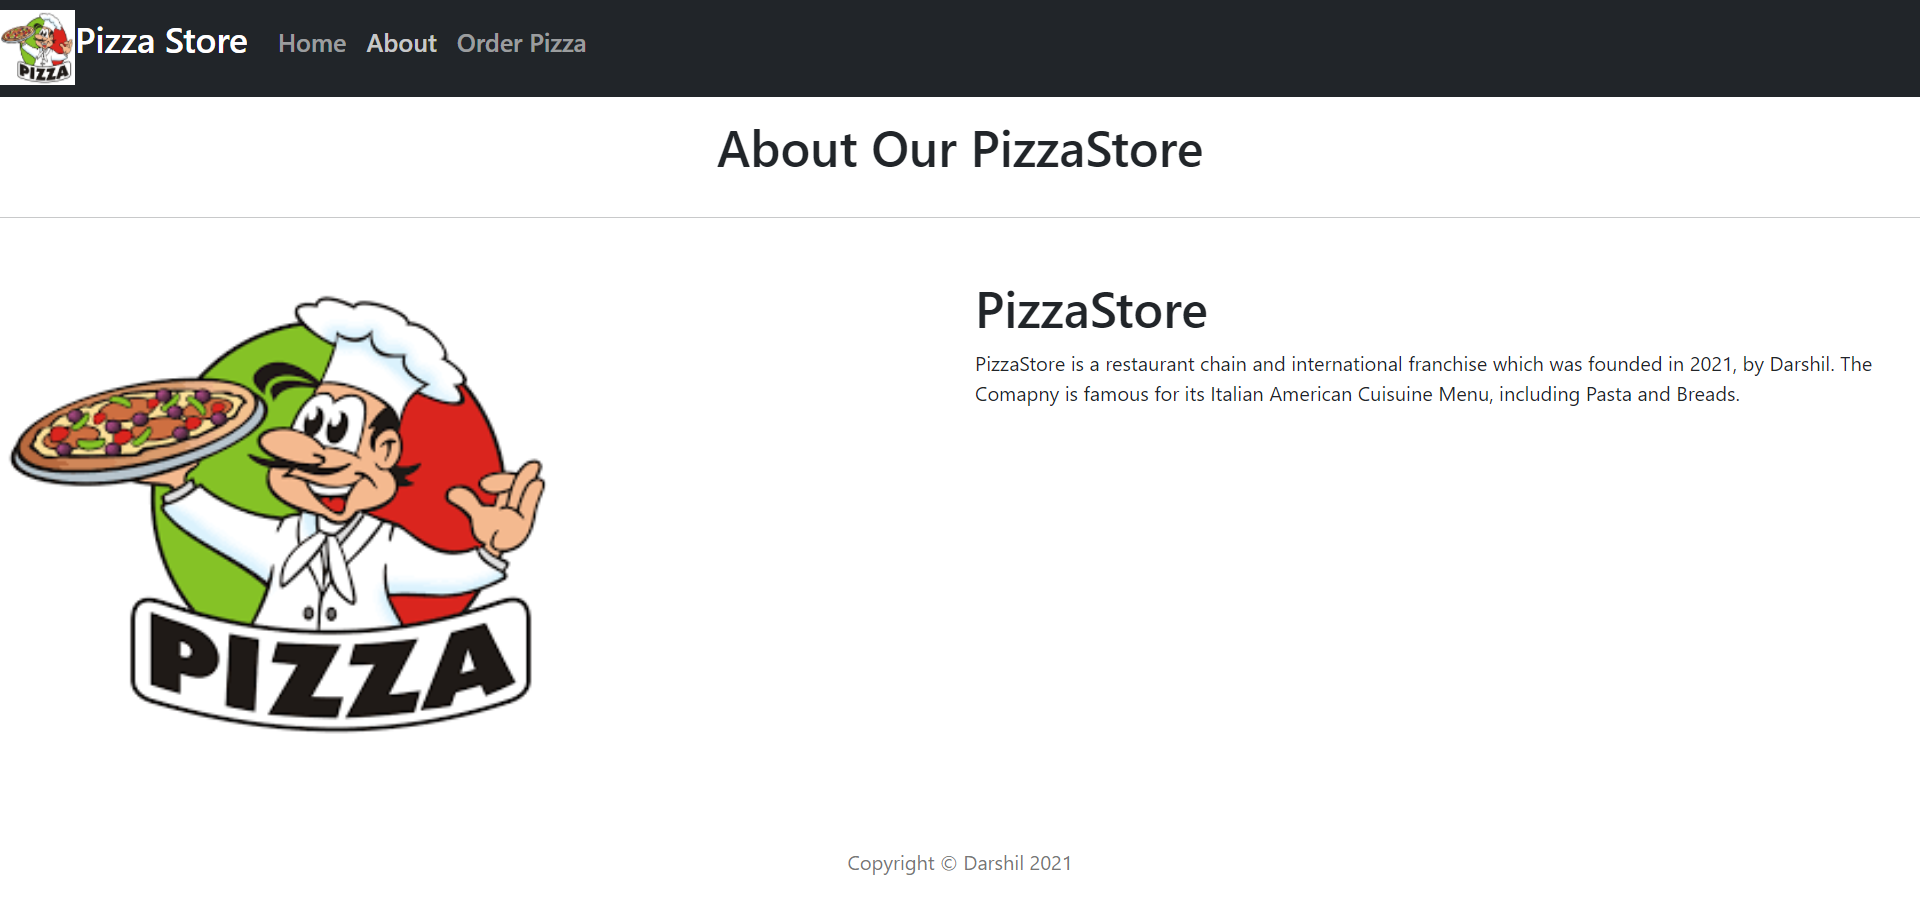 PIZZA
Pizza Store Home About Order Pizza
About Our PizzaStore
PIZZA
PizzaStore
PizzaStore is a restaurant chain and international franchise which was founded in 2021, by Darshil. The
Comapny is famous for its Italian American Cuisuine Menu, including Pasta and Breads.
Copyright © Darshil 2021